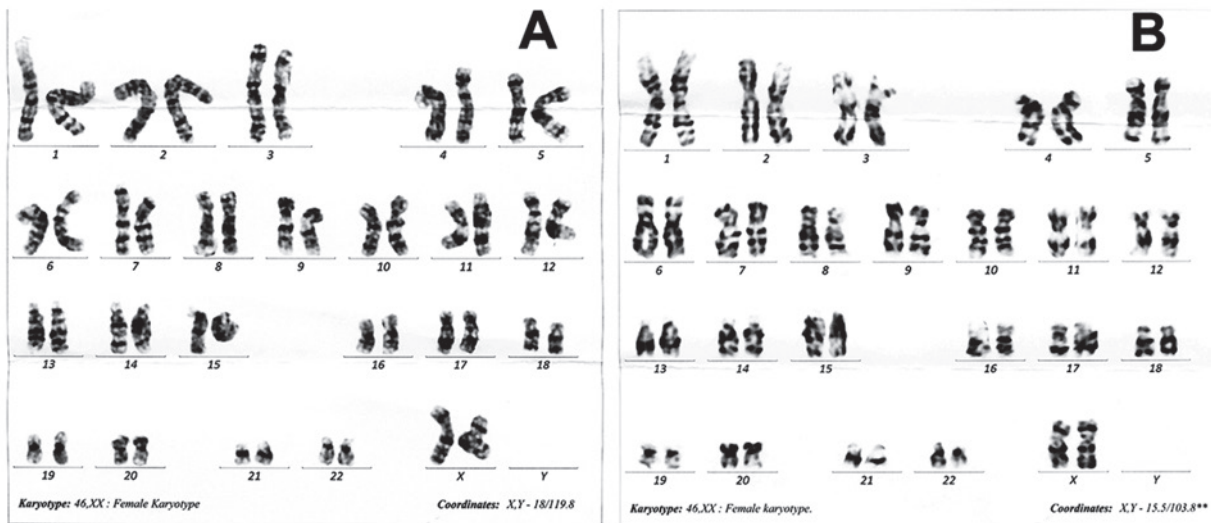 A
1 2 3 4 5
6 7 8 9 10 11 12
13 14 15 16 17 18
19 20 21 22 X Y
Karyotype: 46,XX : Female Karyotype Coordinates: X,Y - 18/119.8
B
1 2 3 4 5
6 7 8 9 10 11 12
13 14 15 16 17 18
19 20 21 22 X Y
Karyotype: 46,XX : Female karyotype. Coordinates: X,Y - 15.5/103.8**